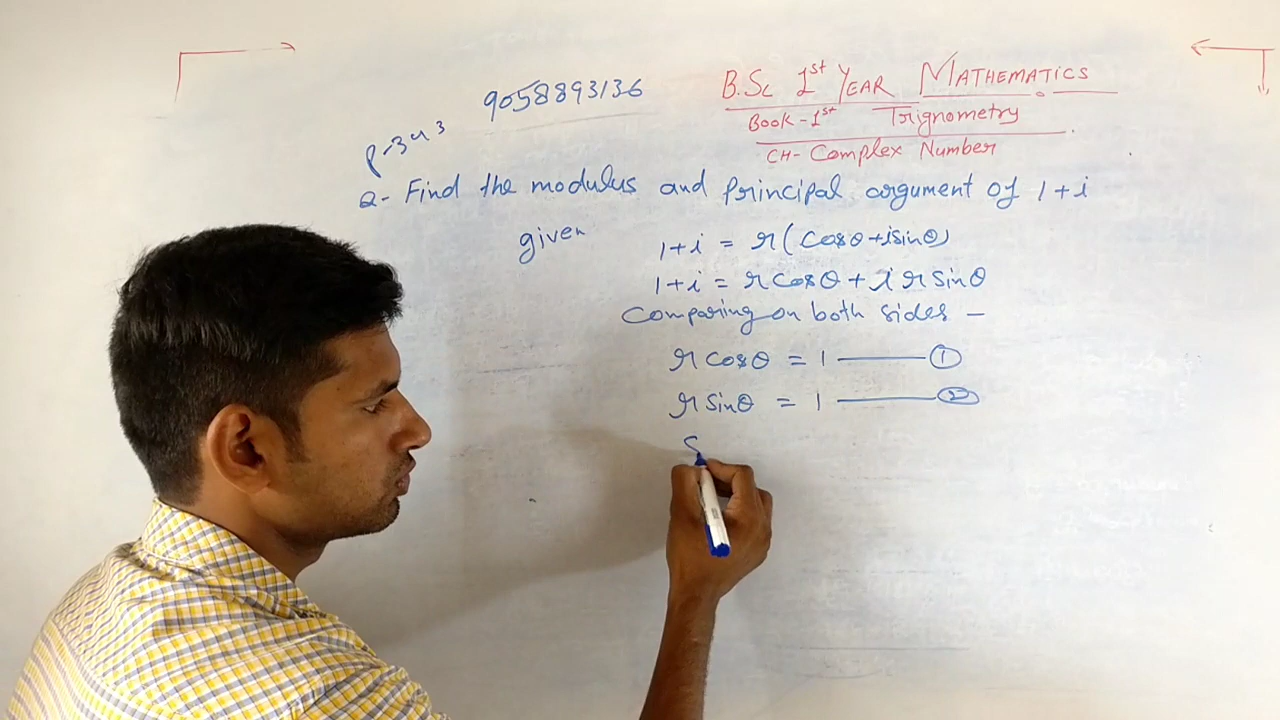 9058893136
B.Sc 1st YEAR MATHEMATICS
Book-1st Trignometry
CH- Complex Number
P-343
Q- Find the modulus and principal argument of 1+i
given 1+i = r(cosθ+isinθ)
1+i = r cosθ + i r sinθ
Comparing on both sides -
r cosθ = 1 ——— ①
r sinθ = 1 ——— ②
S